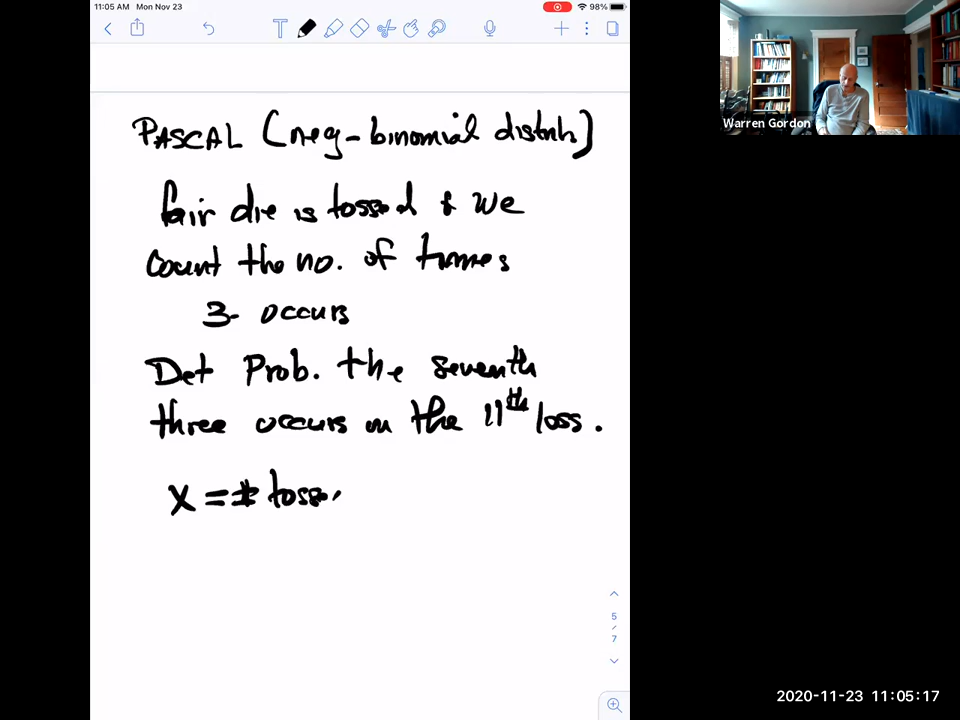 11:05 AM Mon Nov 23
98%
Warren Gordon
PASCAL (neg-binomial distrib)
fair die is tossed & we
count the no. of times
3 occurs
Det Prob. the seventh
three occurs on the 11th toss.
X = # tosses
5
/
7
2020-11-23 11:05:17